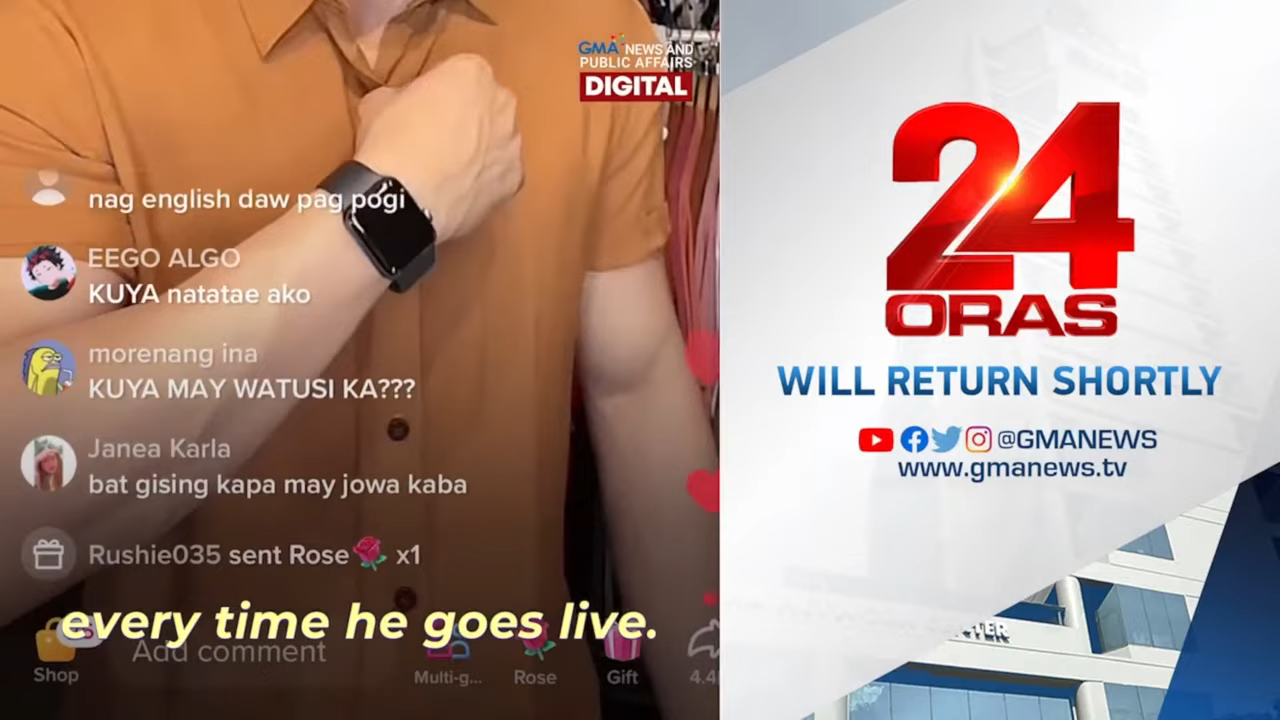 GMA NEWS AND
PUBLIC AFFAIRS
DIGITAL
nag english daw pag pogi
EEGO ALGO
KUYA natatae ako
morenang ina
KUYA MAY WATUSI KA???
Janea Karla
bat gising kapa may jowa kaba
Rushie035 sent Rose x1
every time he goes live.
Add comment
Shop
Multi-g...
Rose
Gift
4.4
24
ORAS
WILL RETURN SHORTLY
@GMANEWS
www.gmanews.tv